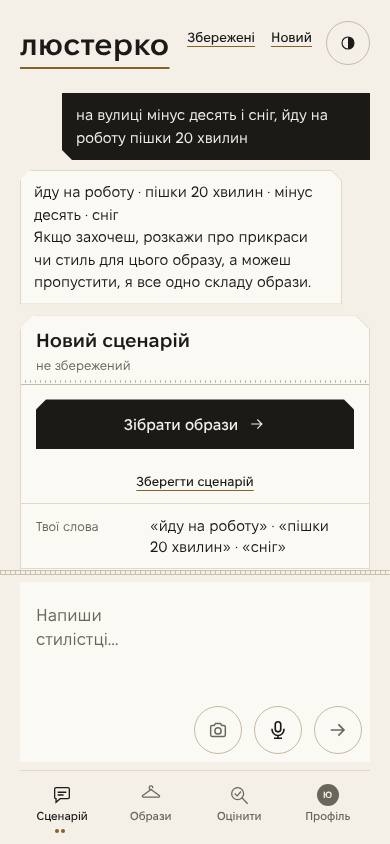 люстерко
Збережені
Новий
на вулиці мінус десять і сніг, йду на
роботу пішки 20 хвилин
йду на роботу · пішки 20 хвилин · мінус
десять · сніг
Якщо захочеш, розкажи про прикраси
чи стиль для цього образу, а можеш
пропустити, я все одно складу образи.
Новий сценарій
не збережений
Зібрати образи →
Зберегти сценарій
Твої слова
«йду на роботу» · «пішки
20 хвилин» · «сніг»
Напиши
стилістці...
Сценарій
Образи
Оцінити
Ю
Профіль